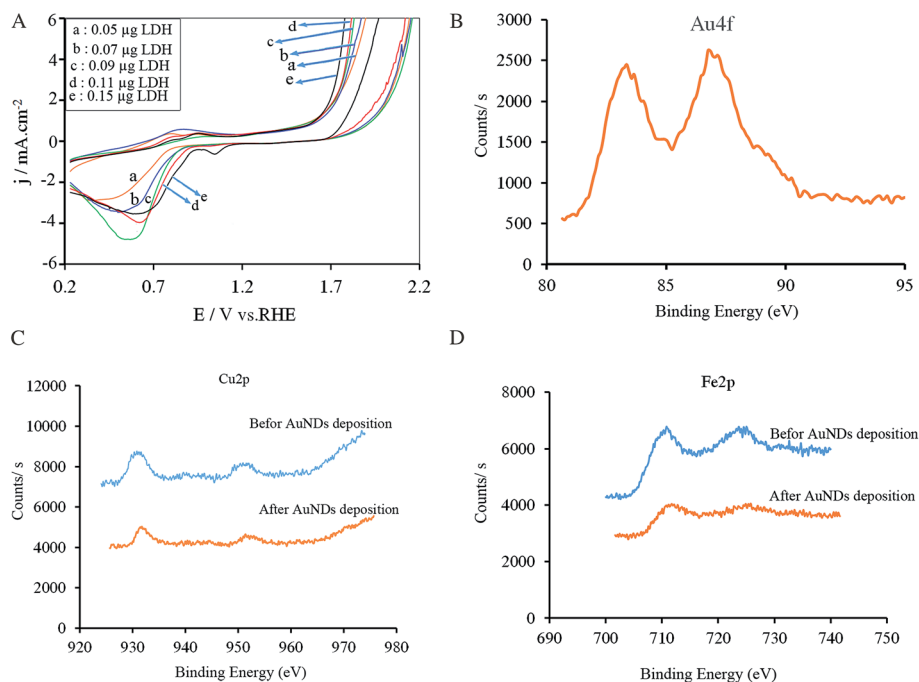 A
a : 0.05 µg LDH
b : 0.07 µg LDH
c : 0.09 µg LDH
d : 0.11 µg LDH
e : 0.15 µg LDH
d
c
b
a
e
a
b
c
d
e
j / mA.cm-2
6
4
2
0
-2
-4
-6
0.2 0.7 1.2 1.7 2.2
E / V vs.RHE
B
Au4f
Counts/ s
3000
2500
2000
1500
1000
500
0
80 85 90 95
Binding Energy (eV)
C
Cu2p
Befor AuNDs deposition
After AuNDs deposition
Counts/ s
12000
10000
8000
6000
4000
2000
0
920 930 940 950 960 970 980
Binding Energy (eV)
D
Fe2p
Befor AuNDs deposition
After AuNDs deposition
Counts/ s
8000
6000
4000
2000
0
690 700 710 720 730 740 750
Binding Energy (eV)